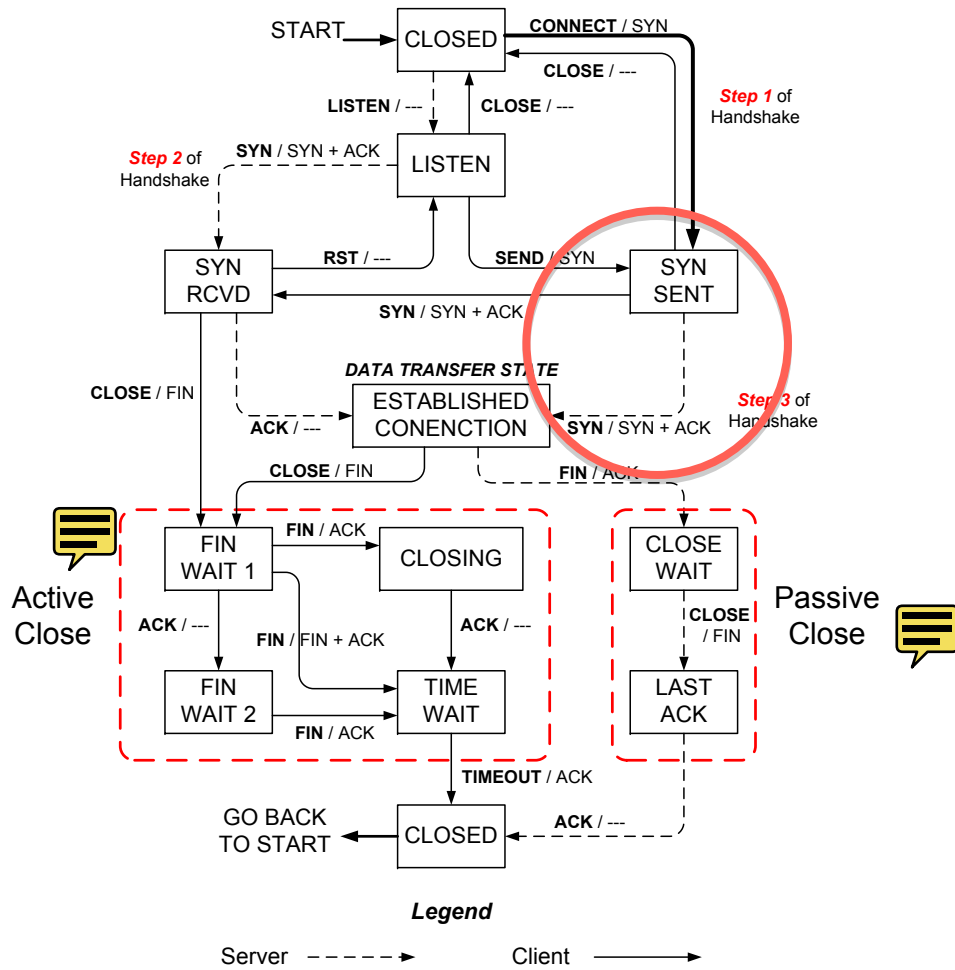 START
CLOSED
CONNECT / SYN
CLOSE / ---
Step 1 of
Handshake
LISTEN / ---
CLOSE / ---
SYN / SYN + ACK
Step 2 of
Handshake
LISTEN
RST / ---
SEND / SYN
SYN
RCVD
SYN
SENT
SYN / SYN + ACK
DATA TRANSFER STATE
CLOSE / FIN
ESTABLISHED
CONENCTION
Step 3 of
Handshake
ACK / ---
SYN / SYN + ACK
CLOSE / FIN
FIN / ACK
FIN
WAIT 1
FIN / ACK
CLOSING
CLOSE
WAIT
Active
Close
Passive
Close
ACK / ---
FIN / FIN + ACK
ACK / ---
CLOSE
/ FIN
FIN
WAIT 2
FIN / ACK
TIME
WAIT
LAST
ACK
TIMEOUT / ACK
GO BACK
TO START
CLOSED
ACK / ---
Legend
Server
Client